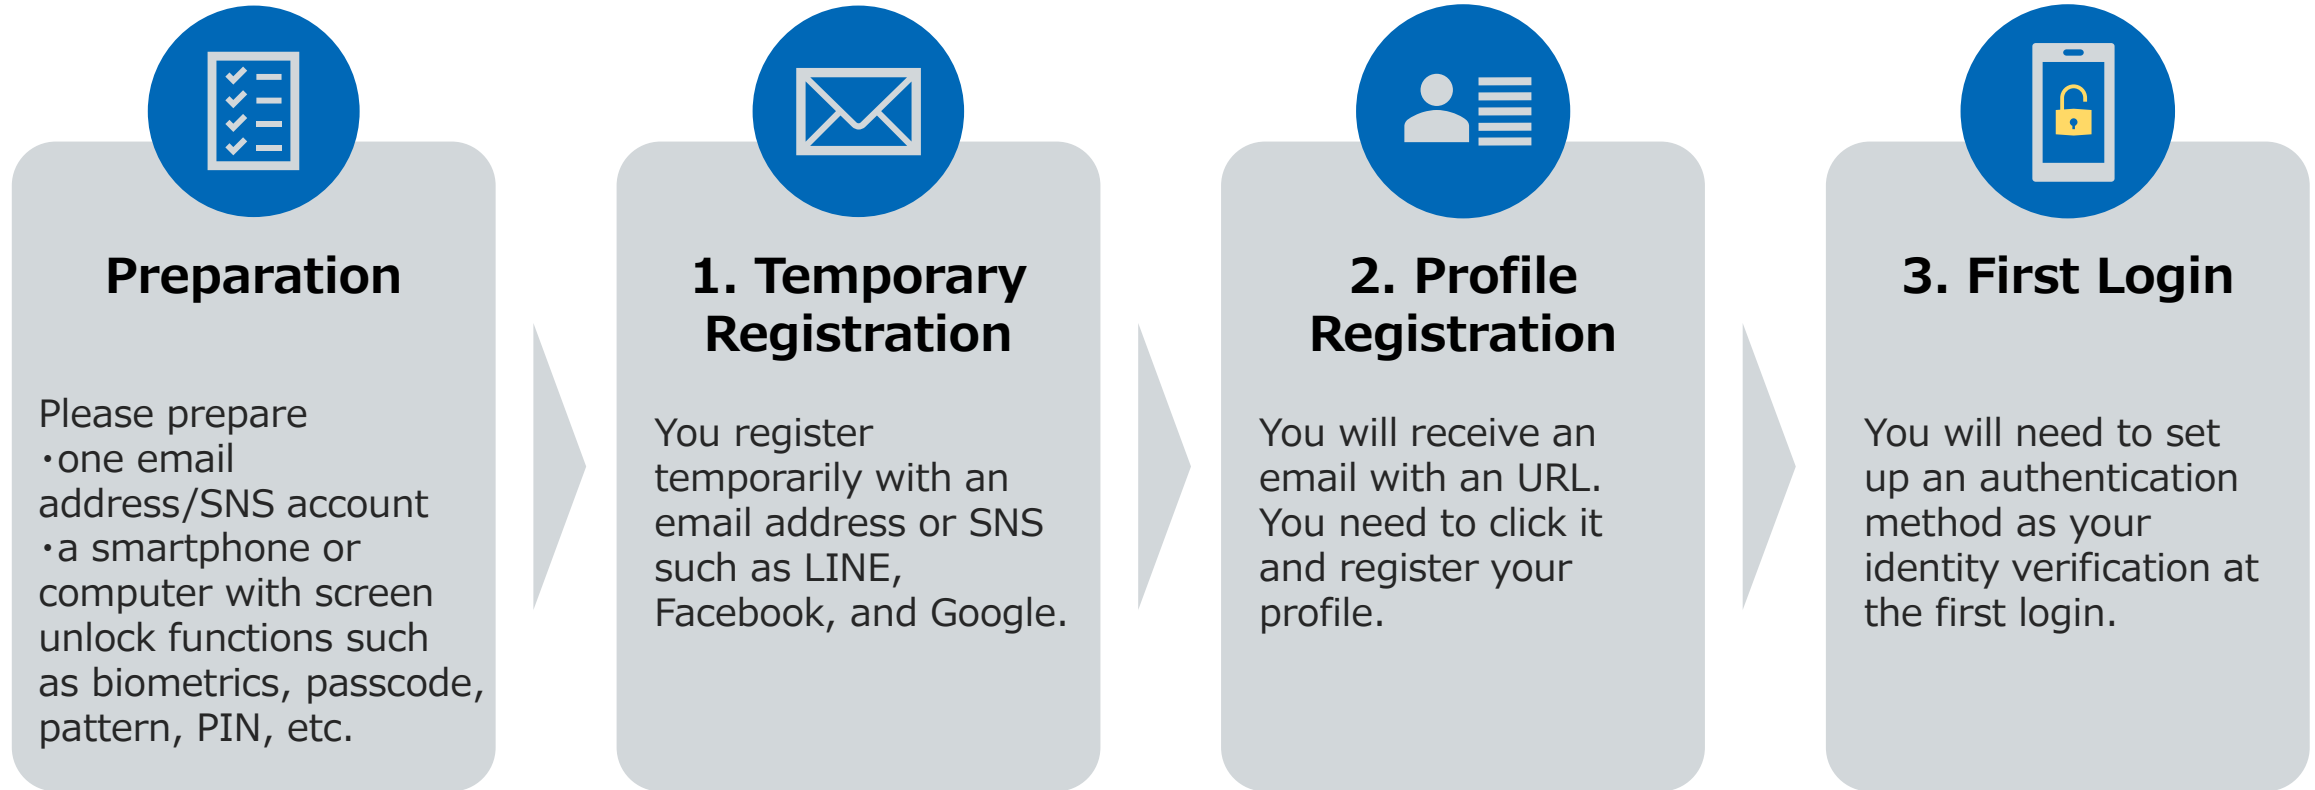 Preparation
Please prepare
・one email
address/SNS account
・a smartphone or
computer with screen
unlock functions such
as biometrics, passcode,
pattern, PIN, etc.
1. Temporary
Registration
You register
temporarily with an
email address or SNS
such as LINE,
Facebook, and Google.
2. Profile
Registration
You will receive an
email with an URL.
You need to click it
and register your
profile.
3. First Login
You will need to set
up an authentication
method as your
identity verification at
the first login.